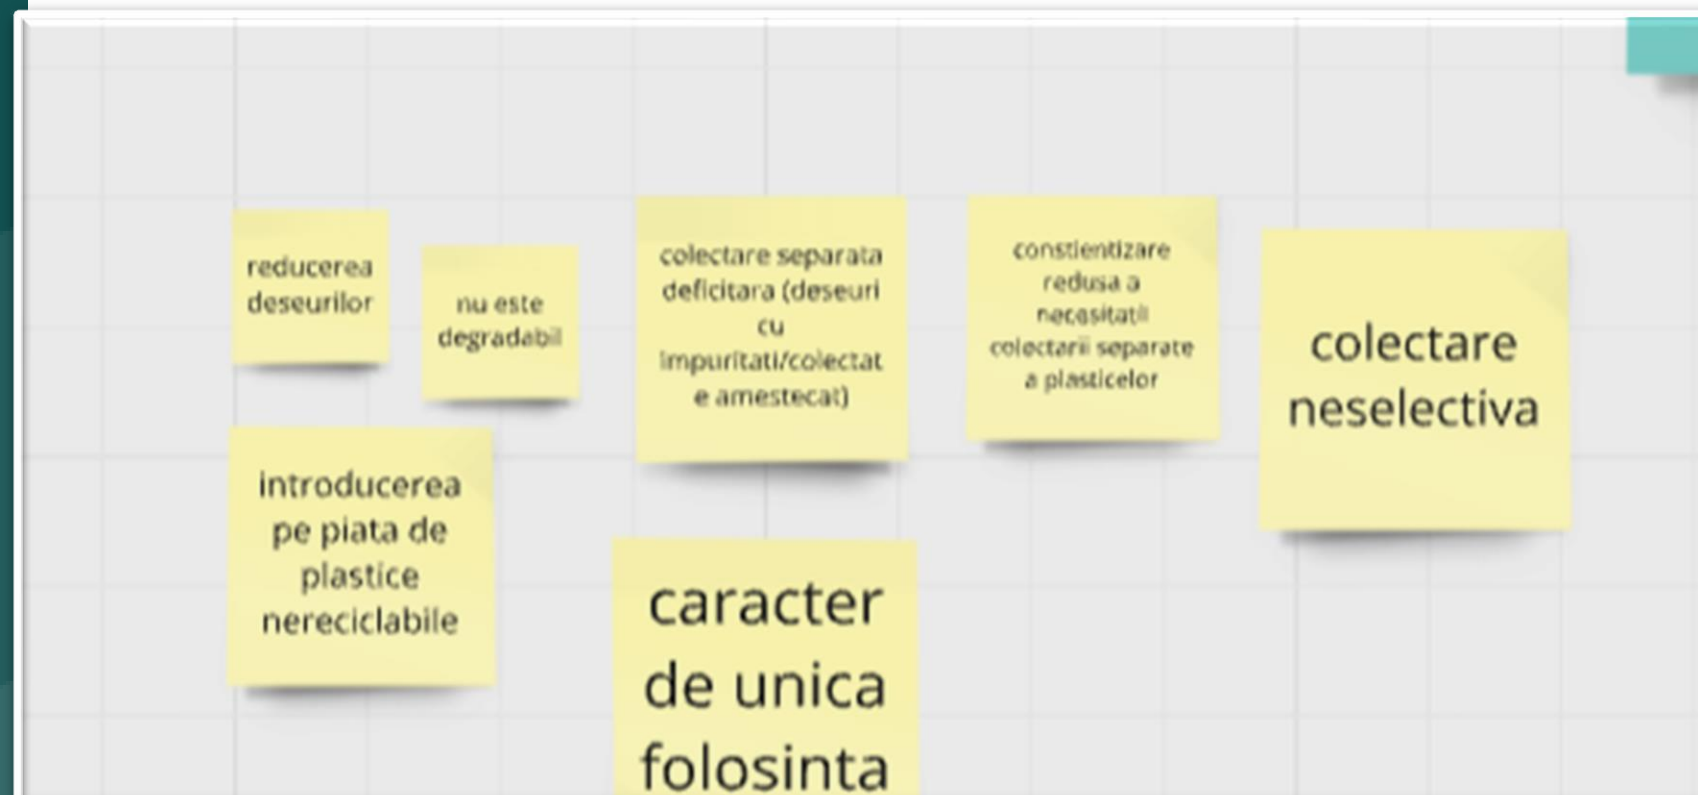 reducerea
deseurilor
nu este
degradabil
colectare separata
deficitara (deseuri
cu
impuritati/colectat
e amestecat)
constientizare
redusa a
necesitatii
colectarii separate
a plasticelor
colectare
neselectiva
introducerea
pe piata de
plastice
nereciclabile
caracter
de unica
folosinta